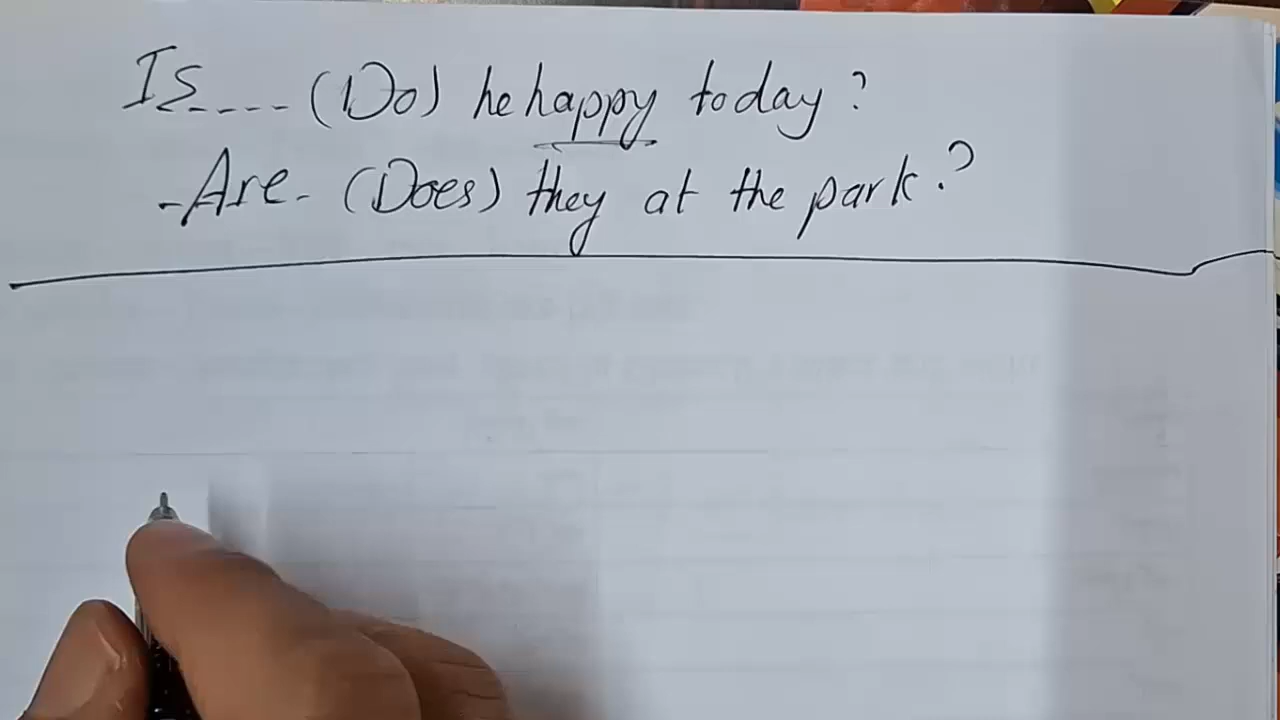 Is---- (Do) he happy today?
-Are- (Does) they at the park.?